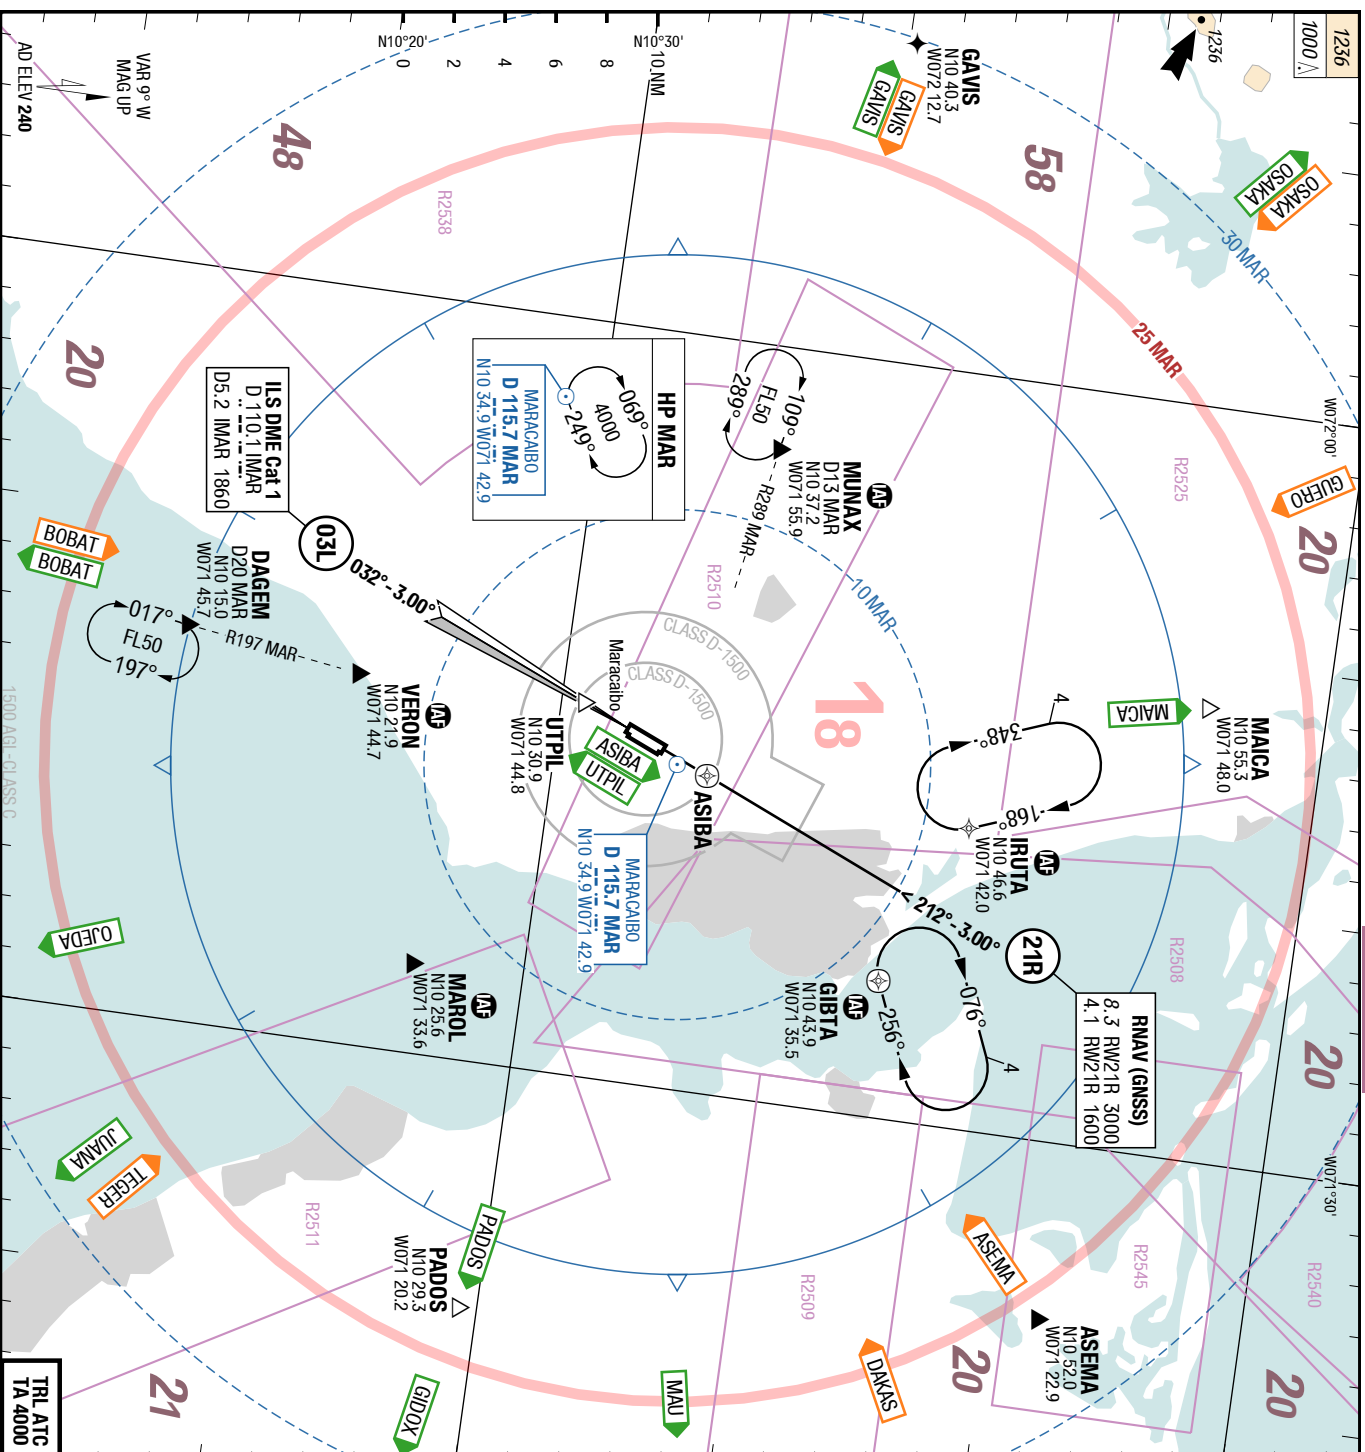 1236
1000
1236
GAVIS
N10 40.3
W072 12.7
GAVIS
GAVIS
OSAKA
OSAKA
58
48
30 MAR
25 MAR
N10°20'
N10°30'
0
2
4
6
8
10 NM
VAR 9° W
MAG UP
AD ELEV 240
R2538
20
W072°00'
GUERO
20
R2525
HP MAR
069°
4000
249°
MARACAIBO
D 115.7 MAR
N10 34.9 W071 42.9
109°
FL50
289°
IAF
MUNAX
D13 MAR
N10 37.2
W071 55.9
R289 MAR
R2510
10 MAR
CLASS D-1500
CLASS D-1500
18
ILS DME Cat 1
D 110.1 IMAR
D5.2 IMAR 1860
03L
032°-3.00°
BOBAT
BOBAT
DAGEM
D20 MAR
N10 15.0
W071 45.7
017°
FL50
197°
R197 MAR
IAF
VERON
N10 21.9
W071 44.7
Maracaibo
UTPIL
N10 30.9
W071 44.8
ASIBA
UTPIL
ASIBA
MARACAIBO
D 115.7 MAR
N10 34.9 W071 42.9
MAICA
MAICA
N10 55.3
W071 48.0
4
348°
168°
IAF
IRUTA
N10 46.6
W071 42.0
< 212°-3.00°
21R
RNAV (GNSS)
8.3 RW21R 3000
4.1 RW21R 1600
R2508
IAF
GIBTA
N10 43.9
W071 35.5
076°
256°
4
1500 AGL-CLASS C
OJEDA
IAF
MAROL
N10 25.6
W071 33.6
20
W071°30'
JUANA
TEGER
R2511
PADOS
PADOS
N10 29.3
W071 20.2
R2509
ASEMA
R2545
R2540
ASEMA
N10 52.0
W071 22.9
DAKAS
20
20
MAU
GIDOX
21
TRL ATC
TA 4000